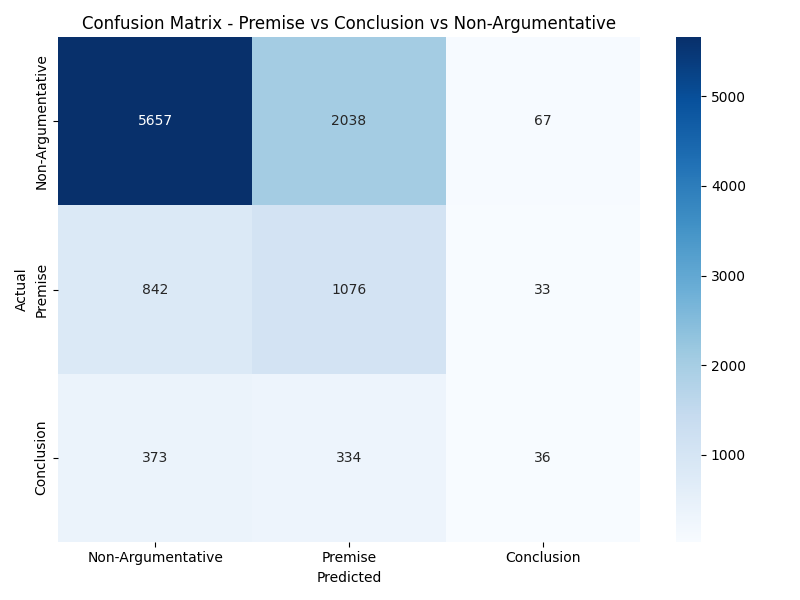 Confusion Matrix - Premise vs Conclusion vs Non-Argumentative
Actual
Non-Argumentative
5657 2038 67
Premise
842 1076 33
Conclusion
373 334 36
Non-Argumentative Premise Conclusion
Predicted
5000
4000
3000
2000
1000